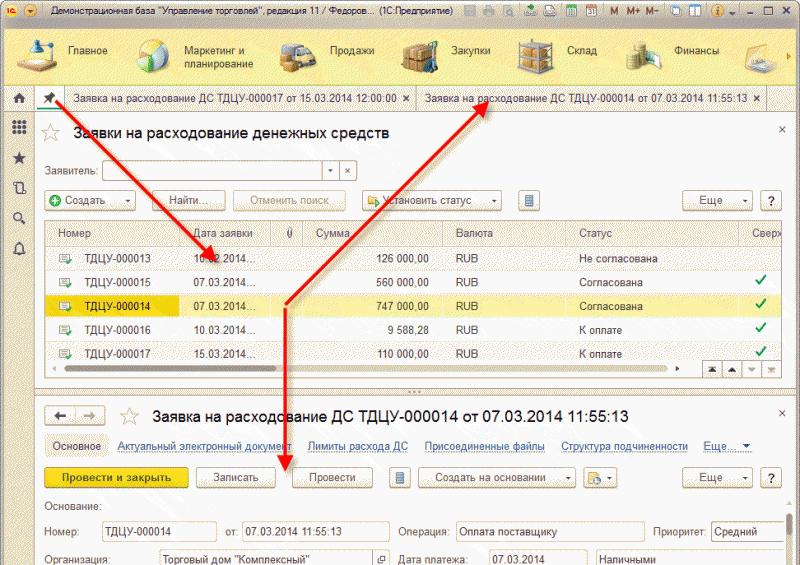 Демонстрационная база "Управление торговлей", редакция 11 / Федоров... (1С:Предприятие)
M M+ M-
Главное
Маркетинг и планирование
Продажи
Закупки
Склад
Финансы
Заявка на расходование ДС ТДЦУ-000017 от 15.03.2014 12:00:00 ×
Заявка на расходование ДС ТДЦУ-000014 от 07.03.2014 11:55:13 ×
Заявки на расходование денежных средств
Заявитель:
Создать
Найти...
Отменить поиск
Установить статус
Еще
?
Номер Дата заявки Сумма Валюта Статус Сверх
ТДЦУ-000013 10.02.2014... 126 000,00 RUB Не согласована
ТДЦУ-000015 07.03.2014... 560 000,00 RUB Согласована
ТДЦУ-000014 07.03.2014... 747 000,00 RUB Согласована
ТДЦУ-000016 10.03.2014... 9 588,28 RUB К оплате
ТДЦУ-000017 15.03.2014... 110 000,00 RUB К оплате
Заявка на расходование ДС ТДЦУ-000014 от 07.03.2014 11:55:13
Основное Актуальный электронный документ Лимиты расхода ДС Присоединенные файлы Структура подчиненности Еще...
Провести и закрыть Записать Провести Создать на основании Еще ?
Основание:
Номер: ТДЦУ-000014 от: 07.03.2014 11:55:13 Операция: Оплата поставщику Приоритет: Средний
Организация: Торговый дом "Комплексный" Дата платежа: 07.03.2014 Наличными